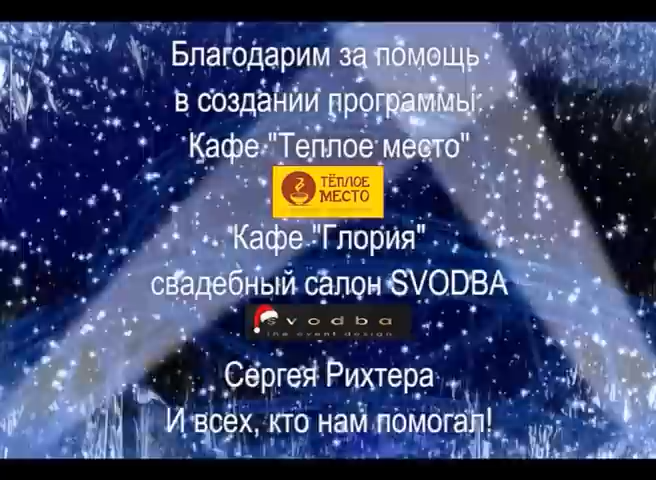 Благодарим за помощь
в создании программы:
Кафе "Теплое место"
ТЁПЛОЕ
МЕСТО
Кафе "Глория"
свадебный салон SVODBA
svodba
the event design
Сергея Рихтера
И всех, кто нам помогал!